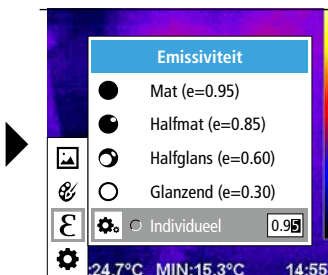 Emissiviteit
Mat (e=0.95)
Halfmat (e=0.85)
Halfglans (e=0.60)
Glanzend (e=0.30)
ε
Individueel 0.95
:24.7°C MIN:15.3°C 14:55